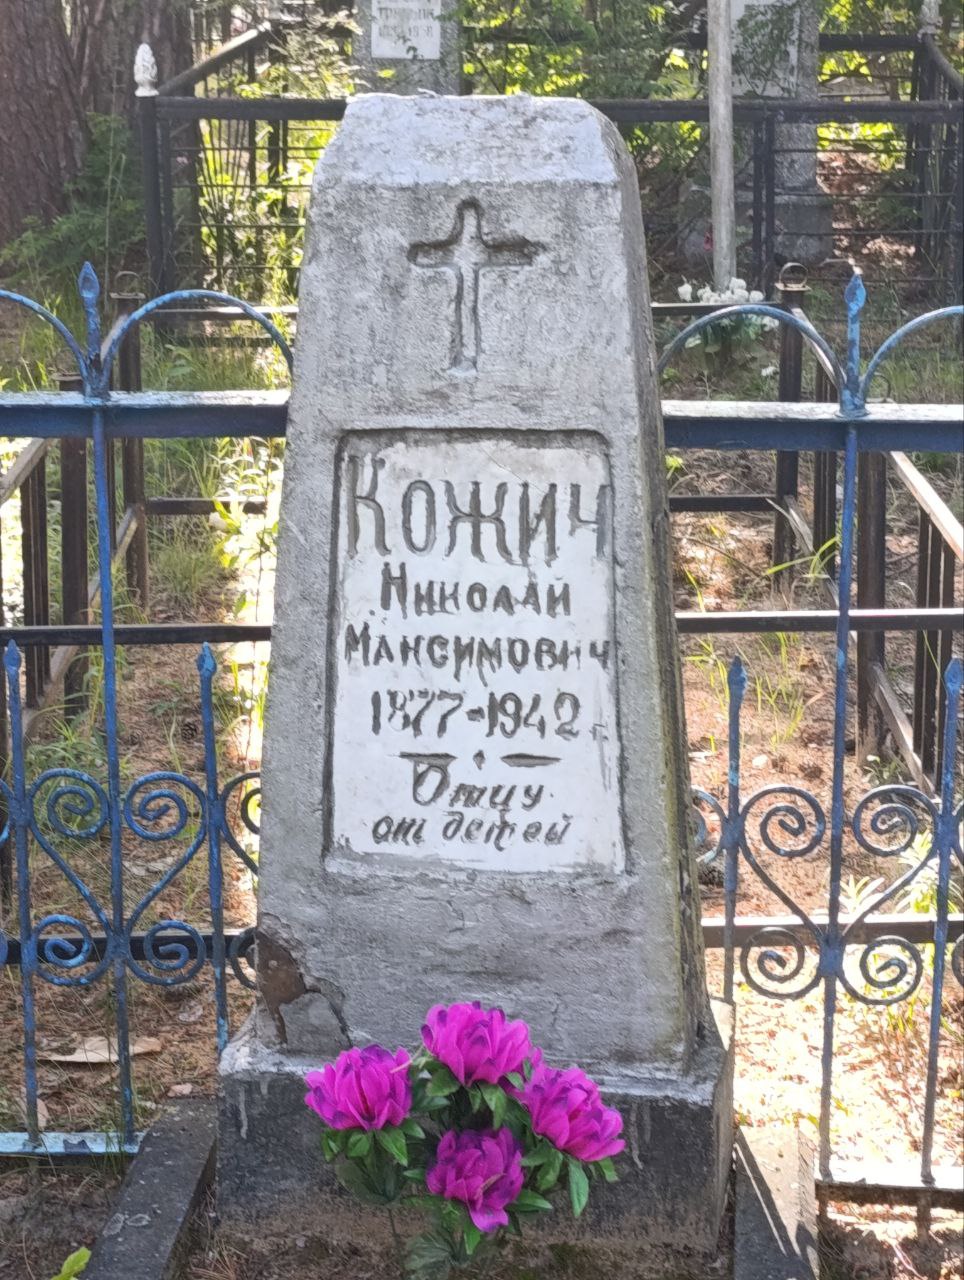 КОЖИЧ
НИКОЛАЙ
МАКСИМОВИЧ
1877-1942 г.
Отцу
от детей